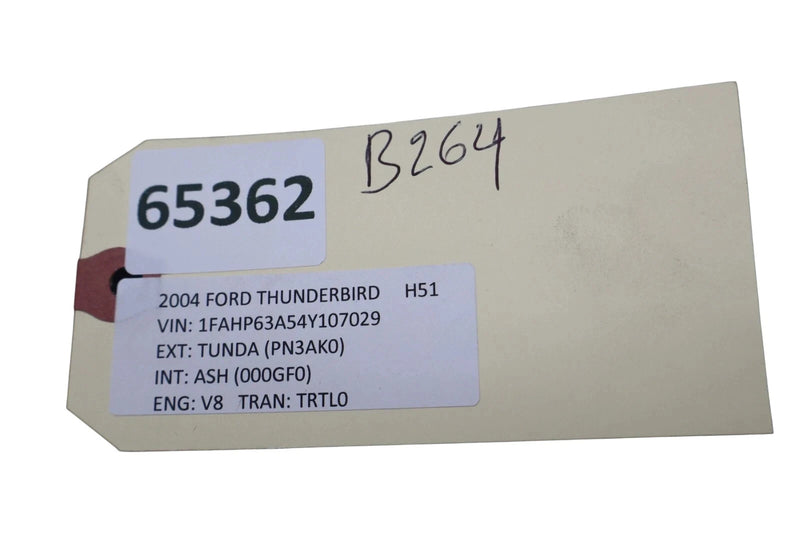 B264
65362
2004 FORD THUNDERBIRD H51
VIN: 1FAHP63A54Y107029
EXT: TUNDA (PN3AK0)
INT: ASH (000GF0)
ENG: V8 TRAN: TRTL0